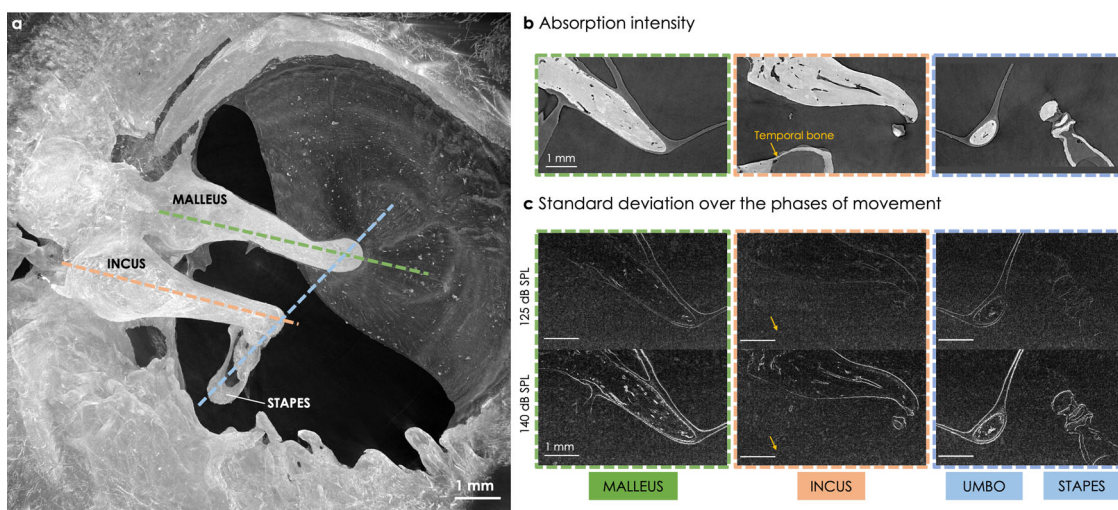 a
MALLEUS
INCUS
STAPES
1 mm
b Absorption intensity
Temporal bone
1 mm
c Standard deviation over the phases of movement
125 dB SPL
140 dB SPL
1 mm
MALLEUS
INCUS
UMBO
STAPES